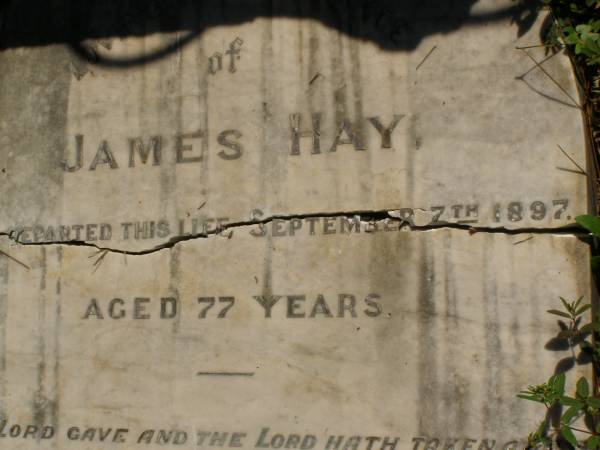 of
JAMES HAY.
DEPARTED THIS LIFE, SEPTEMBER 7TH 1897.
AGED 77 YEARS
LORD GAVE AND THE LORD HATH TAKEN